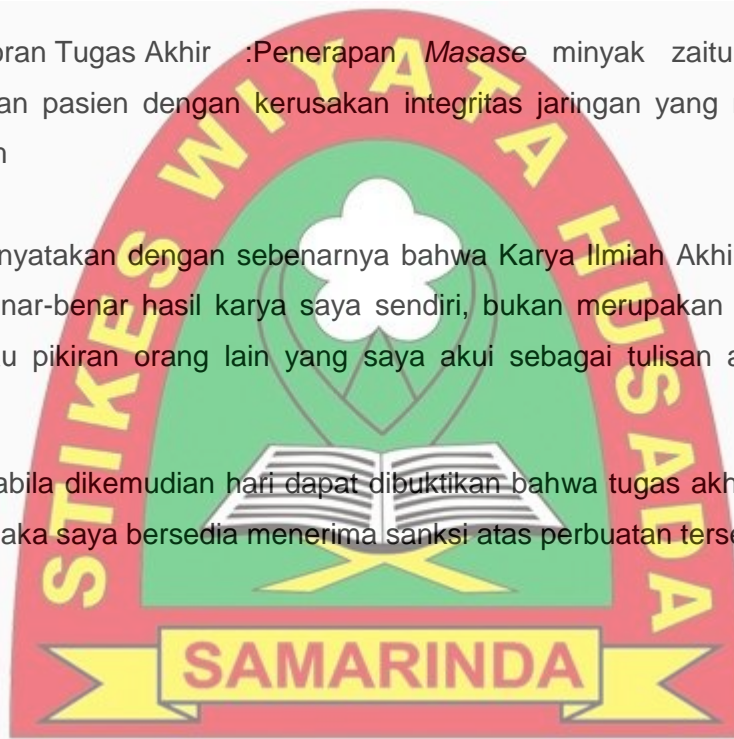 oran Tugas Akhir :Penerapan Masase minyak zaitu
an pasien dengan kerusakan integritas jaringan yang
n
nyatakan dengan sebenarnya bahwa Karya Ilmiah Akhi
nar-benar hasil karya saya sendiri, bukan merupakan
u pikiran orang lain yang saya akui sebagai tulisan a
abila dikemudian hari dapat dibuktikan bahwa tugas akh
aka saya bersedia menerima sanksi atas perbuatan terse
STIKES WIYATA HUSADA
SAMARINDA